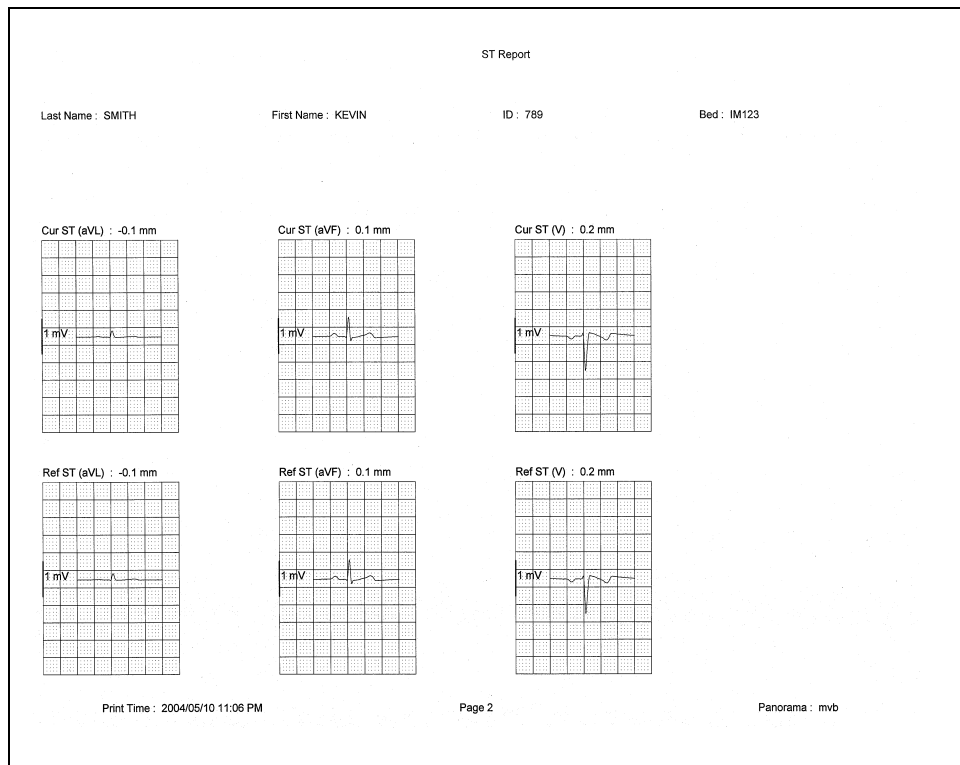 ST Report
Last Name : SMITH First Name : KEVIN ID : 789 Bed : IM123
Cur ST (aVL) : -0.1 mm Cur ST (aVF) : 0.1 mm Cur ST (V) : 0.2 mm
1 mV 1 mV 1 mV
Ref ST (aVL) : -0.1 mm Ref ST (aVF) : 0.1 mm Ref ST (V) : 0.2 mm
1 mV 1 mV 1 mV
Print Time : 2004/05/10 11:06 PM Page 2 Panorama : mvb